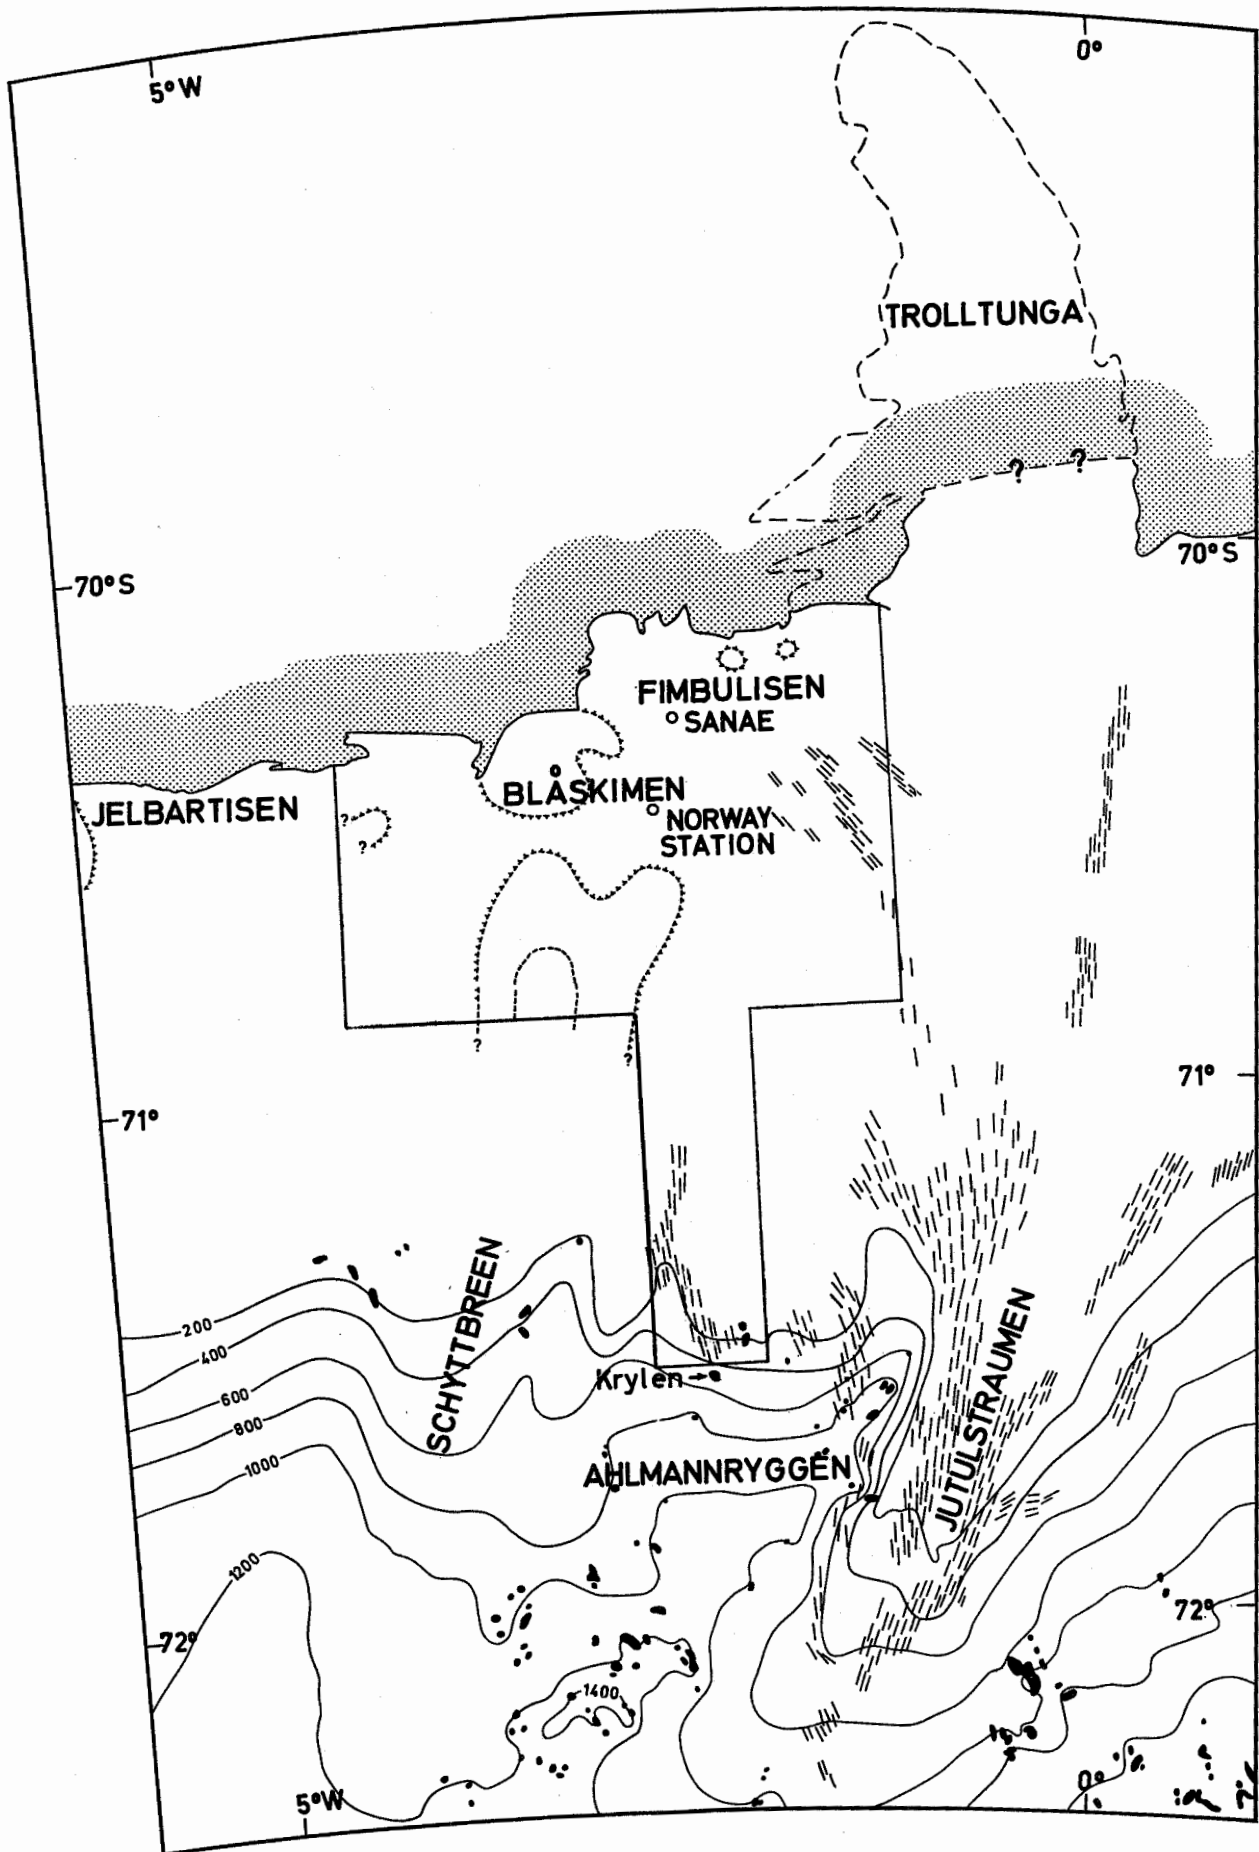 5°W
0°
TROLLTUNGA
? ?
70°S
70°S
FIMBULISEN
SANAE
BLÅSKIMEN
JELBARTISEN
NORWAY
STATION
?
?
?
?
71°
71°
SCHYTTBREEN
200
400
600
800
1000
1200
Krylen
AHLMANNRYGGEN
JUTULSTRAUMEN
72°
72°
1400
5°W
0°